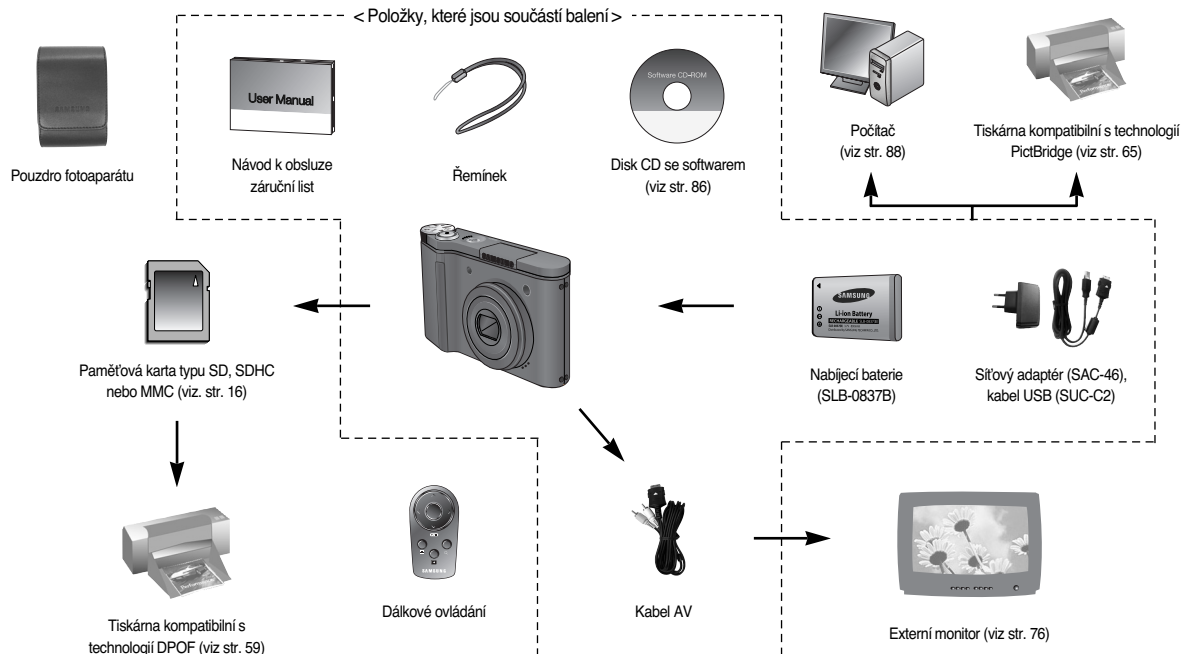 < Položky, které jsou součástí balení >
SAMSUNG
User Manual
Software CD-ROM
Pouzdro fotoaparátu
Návod k obsluze
záruční list
Řemínek
Disk CD se softwarem
(viz str. 86)
Počítač
(viz str. 88)
Tiskárna kompatibilní s technologií
PictBridge (viz str. 65)
SAMSUNG
Li-ion Battery
Paměťová karta typu SD, SDHC
nebo MMC (viz. str. 16)
Nabíjecí baterie
(SLB-0837B)
Síťový adaptér (SAC-46),
kabel USB (SUC-C2)
SAMSUNG
Tiskárna kompatibilní s
technologií DPOF (viz str. 59)
Dálkové ovládání
Kabel AV
Externí monitor (viz str. 76)